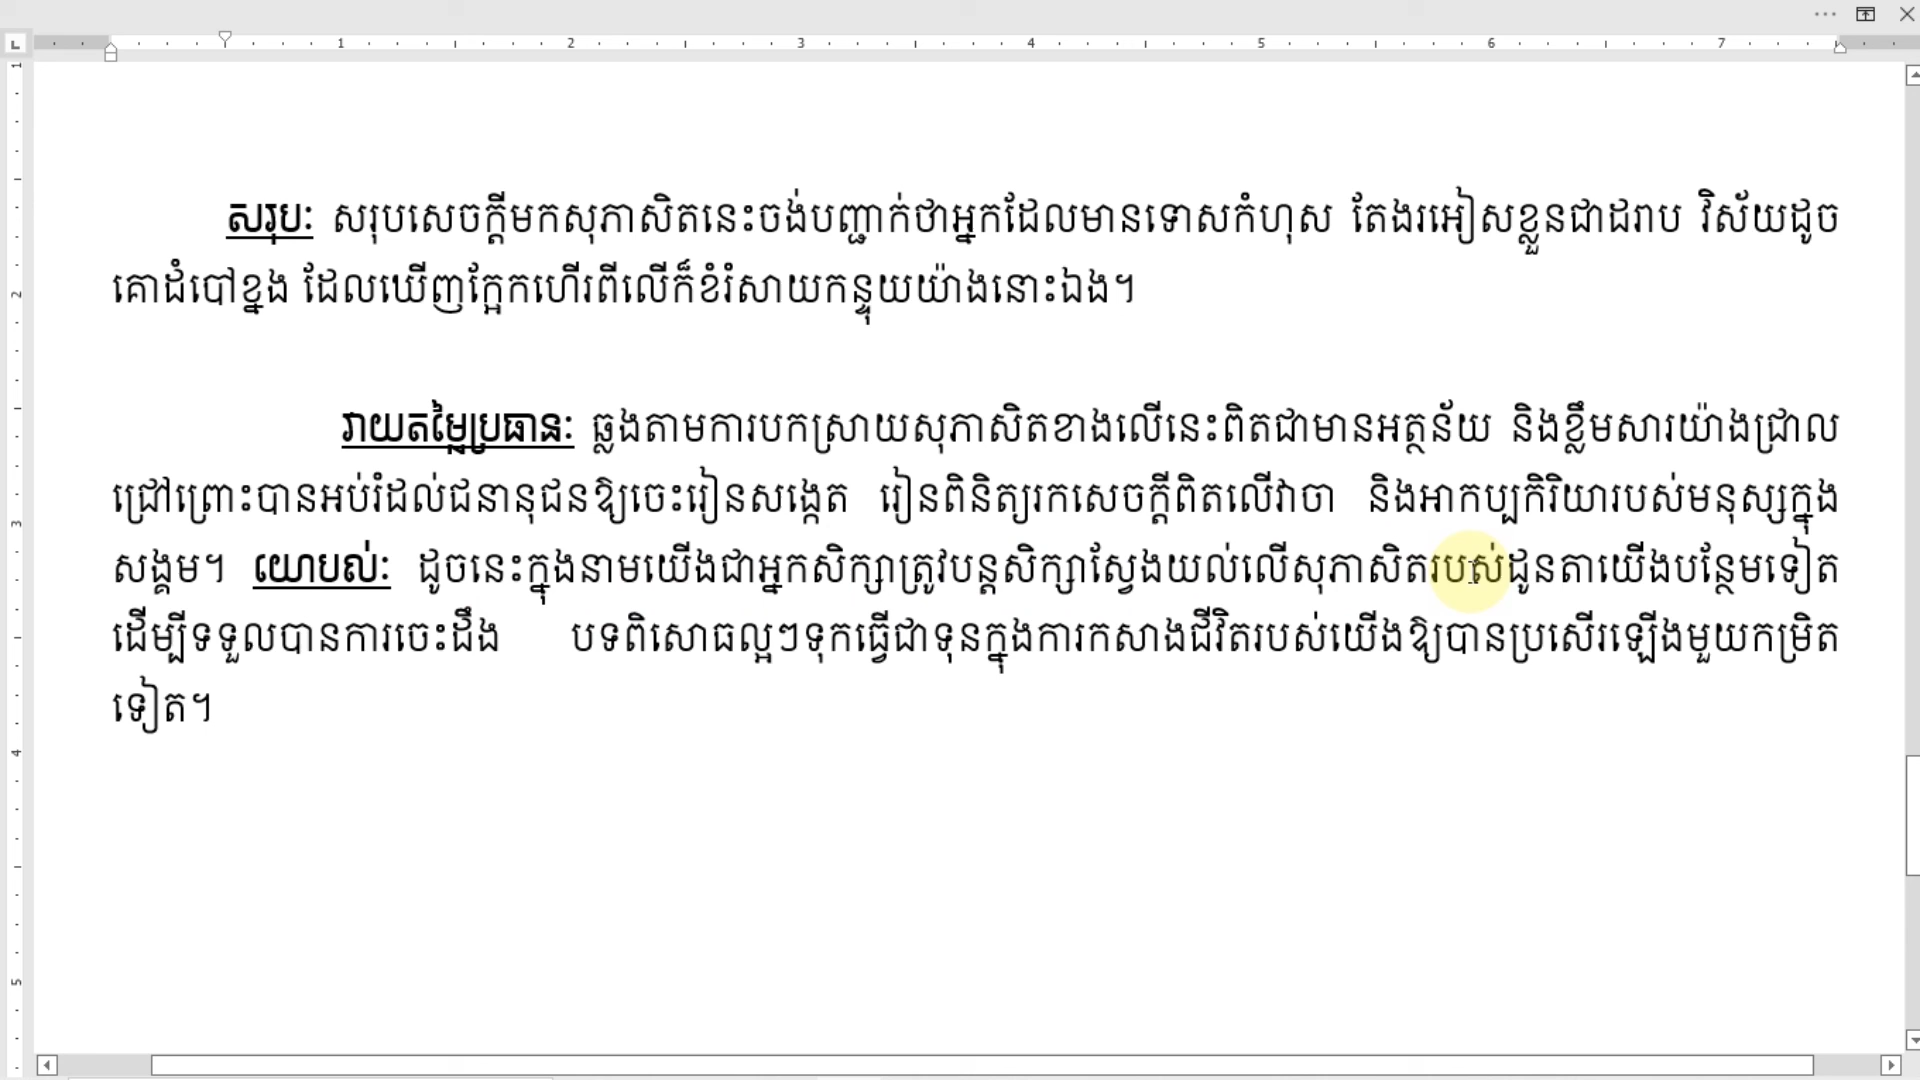 សរុប: សរុបសេចក្ដីមកសុភាសិតនេះចង់បញ្ជាក់ថាអ្នកដែលមានទោសកំហុស តែងរអៀសខ្លួនជាដរាប វិស័យដូច
គោដំបៅខ្នង ដែលឃើញក្អែកហើរពីលើក៏ខំរំសាយកន្ទុយយ៉ាងនោះឯង។
វាយតម្លៃប្រធាន: ឆ្លងតាមការបកស្រាយសុភាសិតខាងលើនេះពិតជាមានអត្ថន័យ និងខ្លឹមសារយ៉ាងជ្រាល
ជ្រៅព្រោះបានអប់រំដល់ជនានុជនឱ្យចេះរៀនសង្កេត រៀនពិនិត្យរកសេចក្ដីពិតលើវាចា និងអាកប្បកិរិយារបស់មនុស្សក្នុង
សង្គម។ យោបល់: ដូចនេះក្នុងនាមយើងជាអ្នកសិក្សាត្រូវបន្តសិក្សាស្វែងយល់លើសុភាសិតរបស់ដូនតាយើងបន្ថែមទៀត
ដើម្បីទទួលបានការចេះដឹង បទពិសោធល្អៗទុកធ្វើជាទុនក្នុងការកសាងជីវិតរបស់យើងឱ្យបានប្រសើរឡើងមួយកម្រិត
ទៀត។